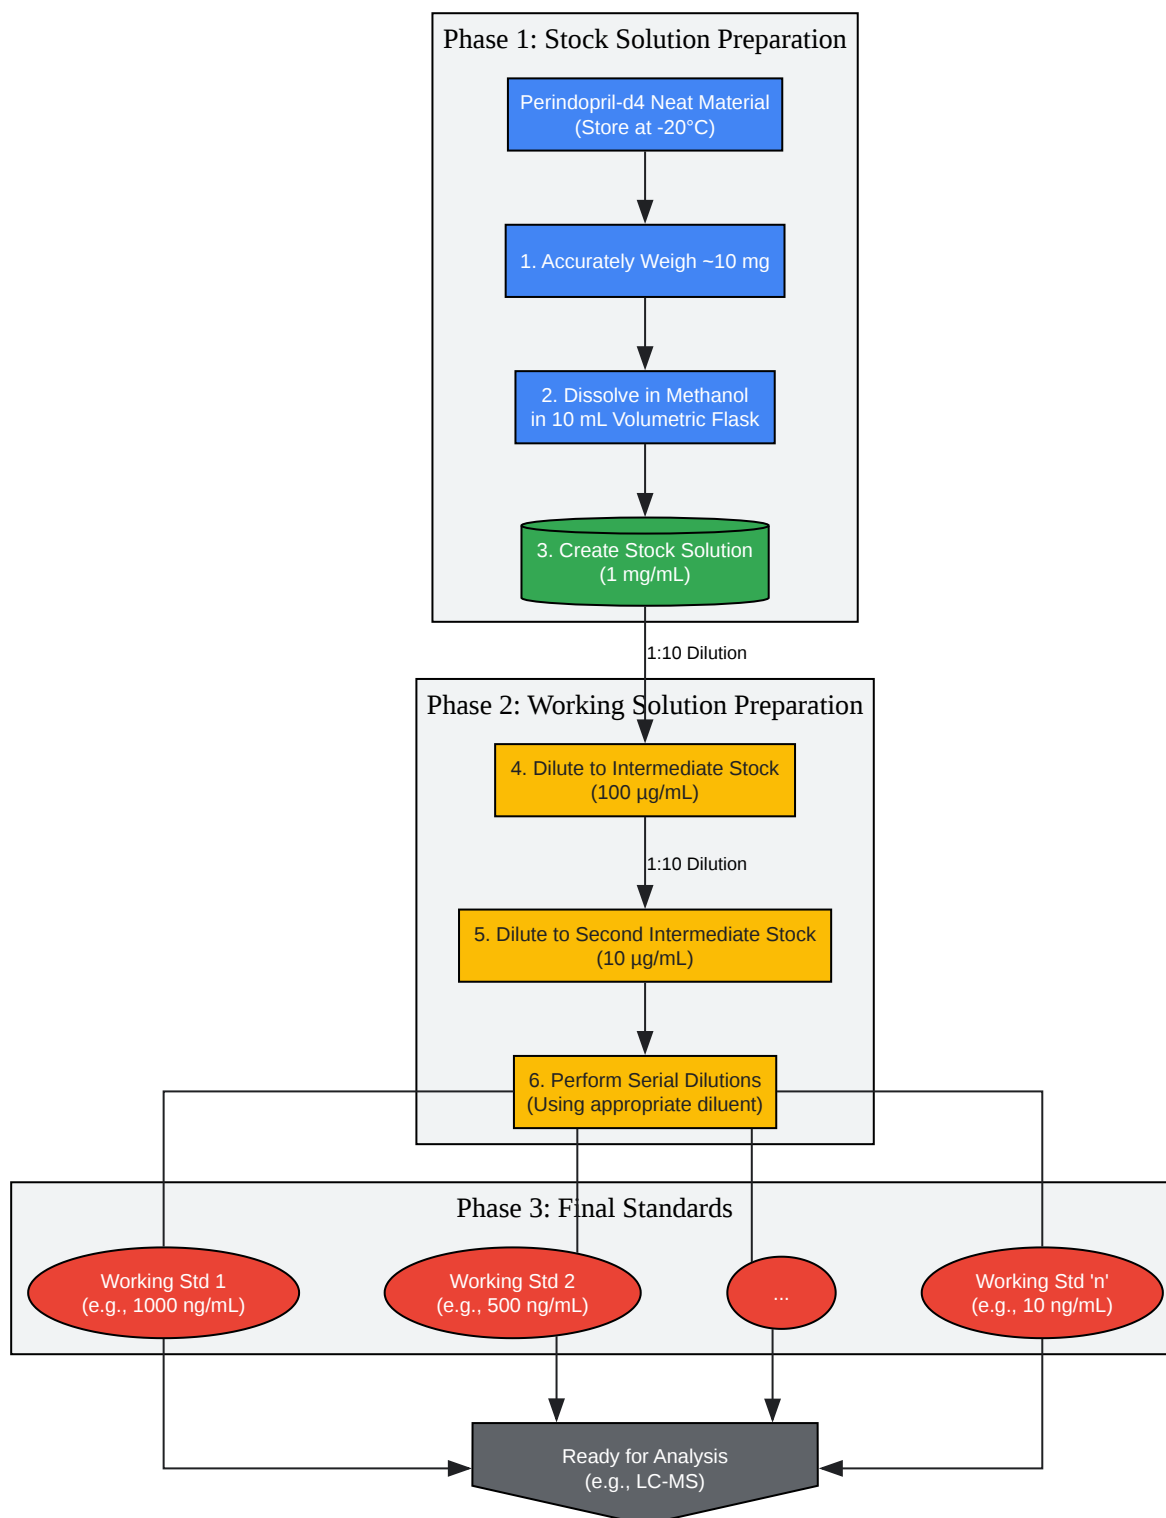 Phase 1: Stock Solution Preparation
Perindopril-d4 Neat Material
(Store at -20°C)
1. Accurately Weigh ~10 mg
2. Dissolve in Methanol
in 10 mL Volumetric Flask
3. Create Stock Solution
(1 mg/mL)
1:10 Dilution
Phase 2: Working Solution Preparation
4. Dilute to Intermediate Stock
(100 µg/mL)
1:10 Dilution
5. Dilute to Second Intermediate Stock
(10 µg/mL)
6. Perform Serial Dilutions
(Using appropriate diluent)
Phase 3: Final Standards
Working Std 1
(e.g., 1000 ng/mL)
Working Std 2
(e.g., 500 ng/mL)
...
Working Std 'n'
(e.g., 10 ng/mL)
Ready for Analysis
(e.g., LC-MS)